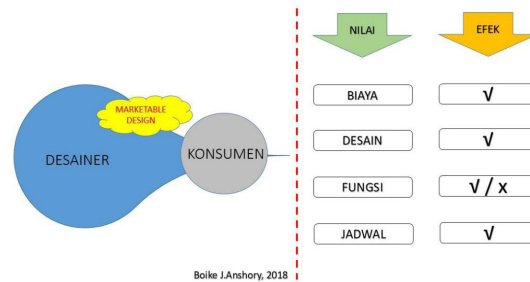 MARKETABLE
DESIGN
DESAINER
KONSUMEN
Boike J.Anshory, 2018
NILAI
EFEK
BIAYA
√
DESAIN
√
FUNGSI
√ / x
JADWAL
√